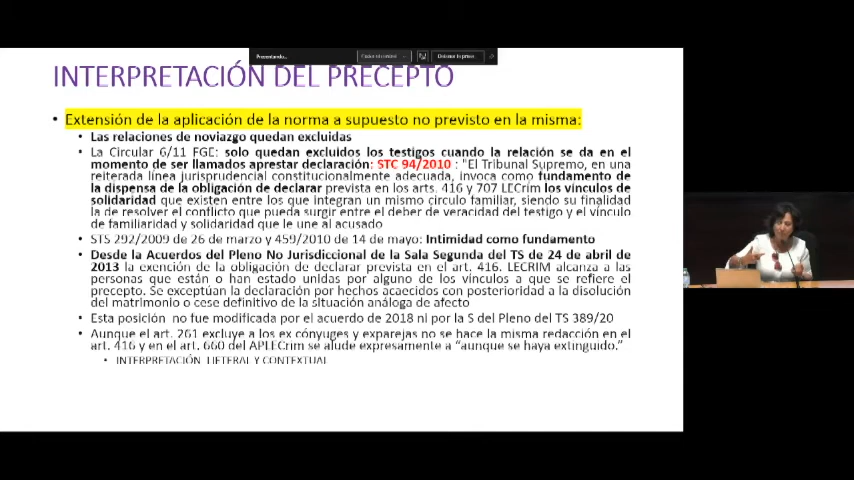 Presentando...
INTERPRETACIÓN DEL PRECEPTO
• Extensión de la aplicación de la norma a supuesto no previsto en la misma:
• Las relaciones de noviazgo quedan excluidas
• La Circular 6/11 FGE: solo quedan excluidos los testigos cuando la relación se da en el
momento de ser llamados aprestar declaración: STC 94/2010 : "El Tribunal Supremo, en una
reiterada línea jurisprudencial constitucionalmente adecuada, invoca como fundamento de
la dispensa de la obligación de declarar prevista en los arts. 416 y 707 LECrim los vínculos de
solidaridad que existen entre los que integran un mismo círculo familiar, siendo su finalidad
la de resolver el conflicto que pueda surgir entre el deber de veracidad del testigo y el vínculo
de familiaridad y solidaridad que le une al acusado
• STS 292/2009 de 26 de marzo y 459/2010 de 14 de mayo: Intimidad como fundamento
• Desde la Acuerdos del Pleno No Jurisdiccional de la Sala Segunda del TS de 24 de abril de
2013 la exención de la obligación de declarar prevista en el art. 416. LECRIM alcanza a las
personas que están o han estado unidas por alguno de los vínculos a que se refiere el
precepto. Se exceptúan la declaración por hechos acaecidos con posterioridad a la disolución
del matrimonio o cese definitivo de la situación análoga de afecto
• Esta posición no fue modificada por el acuerdo de 2018 ni por la S del Pleno del TS 389/20
• Aunque el art. 261 excluye a los ex cónyuges y exparejas no se hace la misma redacción en el
art. 416 y en el art. 660 del APLECrim se alude expresamente a "aunque se haya extinguido."
• INTERPRETACIÓN LIETERAL Y CONTEXTUAL